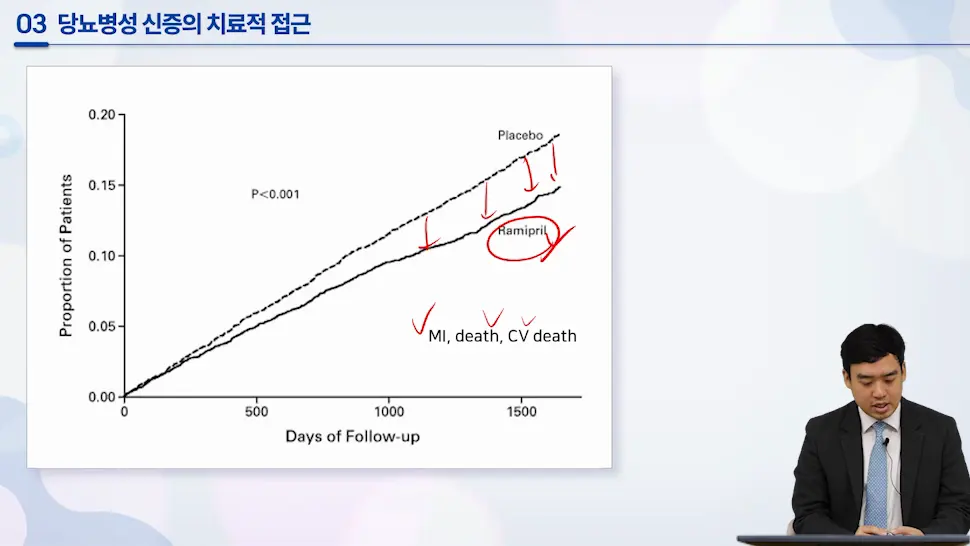 03 당뇨병성 신증의 치료적 접근
0.20
0.15
0.10
0.05
0.00
Proportion of Patients
P<0.001
Placebo
Ramipril
MI, death, CV death
0
500
1000
1500
Days of Follow-up